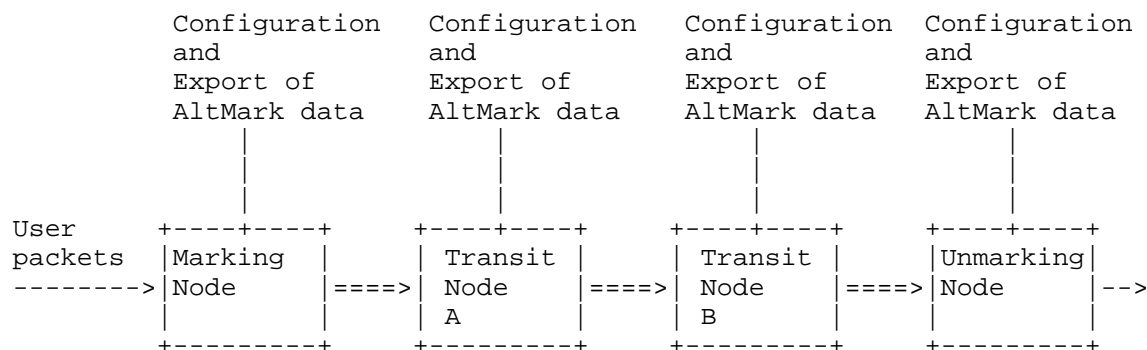 Configuration Configuration Configuration Configuration
and and and and
Export of Export of Export of Export of
AltMark data AltMark data AltMark data AltMark data
User
packets Marking Transit Transit Unmarking
Node Node Node Node
A B